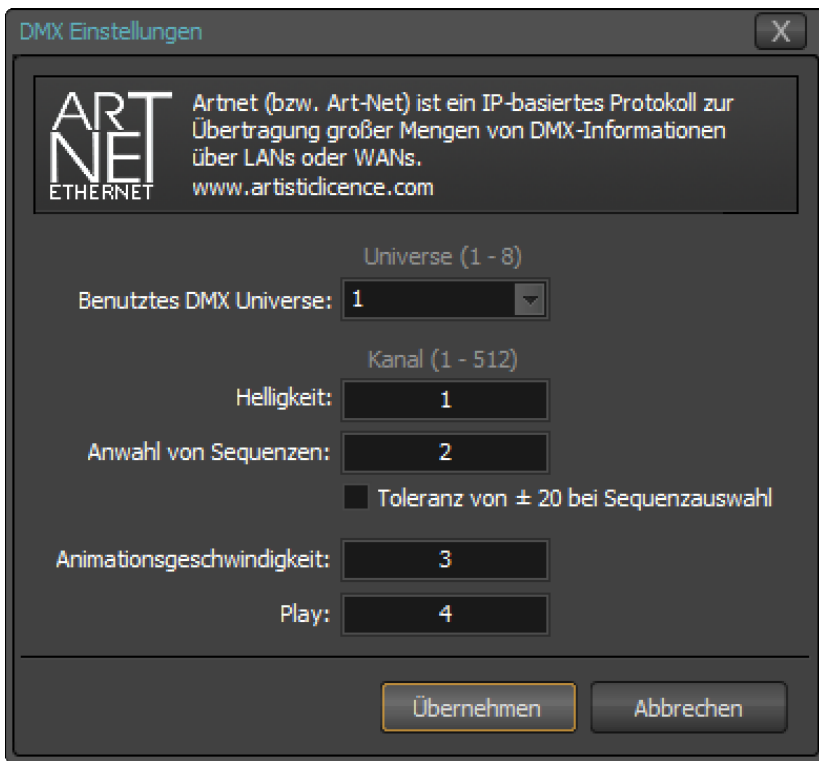 DMX Einstellungen
X
ART
NET
ETHERNET
Artnet (bzw. Art-Net) ist ein IP-basiertes Protokoll zur
Übertragung großer Mengen von DMX-Informationen
über LANs oder WANs.
www.artisticlicence.com
Universe (1 - 8)
Benutztes DMX Universe: 1
Kanal (1 - 512)
Helligkeit: 1
Anwahl von Sequenzen: 2
Toleranz von ± 20 bei Sequenzauswahl
Animationsgeschwindigkeit: 3
Play: 4
Übernehmen Abbrechen